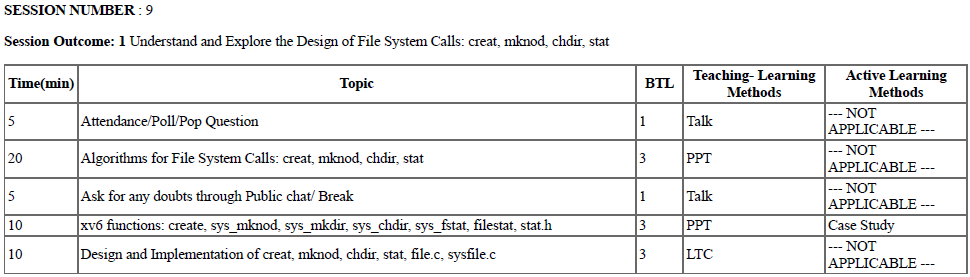 SESSION NUMBER : 9
Session Outcome: 1 Understand and Explore the Design of File System Calls: creat, mknod, chdir, stat
Time(min) Topic BTL Teaching- Learning Methods Active Learning Methods
5 Attendance/Poll/Pop Question 1 Talk --- NOT APPLICABLE ---
20 Algorithms for File System Calls: creat, mknod, chdir, stat 3 PPT --- NOT APPLICABLE ---
5 Ask for any doubts through Public chat/ Break 1 Talk --- NOT APPLICABLE ---
10 xv6 functions: create, sys_mknod, sys_mkdir, sys_chdir, sys_fstat, filestat, stat.h 3 PPT Case Study
10 Design and Implementation of creat, mknod, chdir, stat, file.c, sysfile.c 3 LTC --- NOT APPLICABLE ---